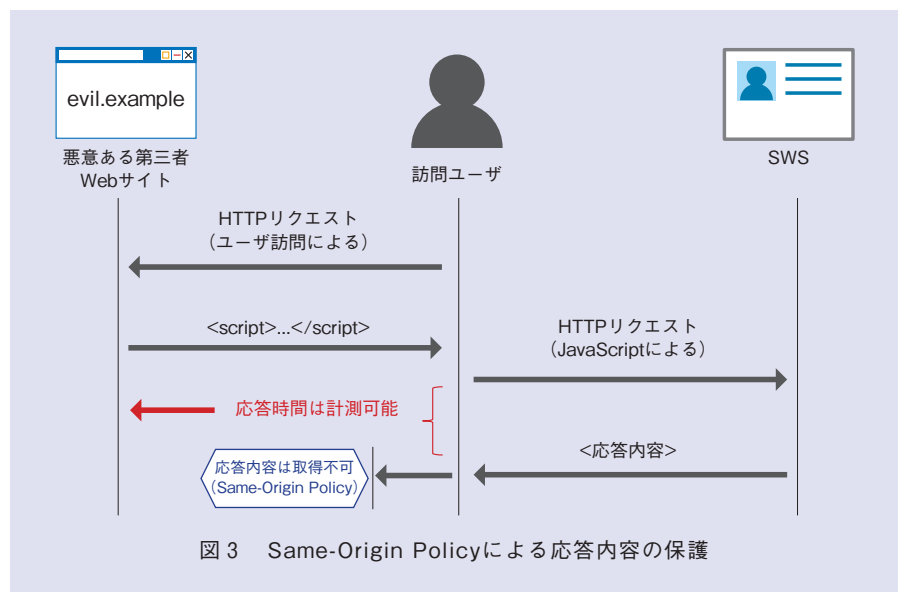 evil.example
悪意ある第三者
Webサイト
訪問ユーザ
SWS
HTTPリクエスト
（ユーザ訪問による）
<script>...</script>
HTTPリクエスト
（JavaScriptによる）
応答時間は計測可能
<応答内容>
応答内容は取得不可
（Same-Origin Policy）
図3 Same-Origin Policyによる応答内容の保護